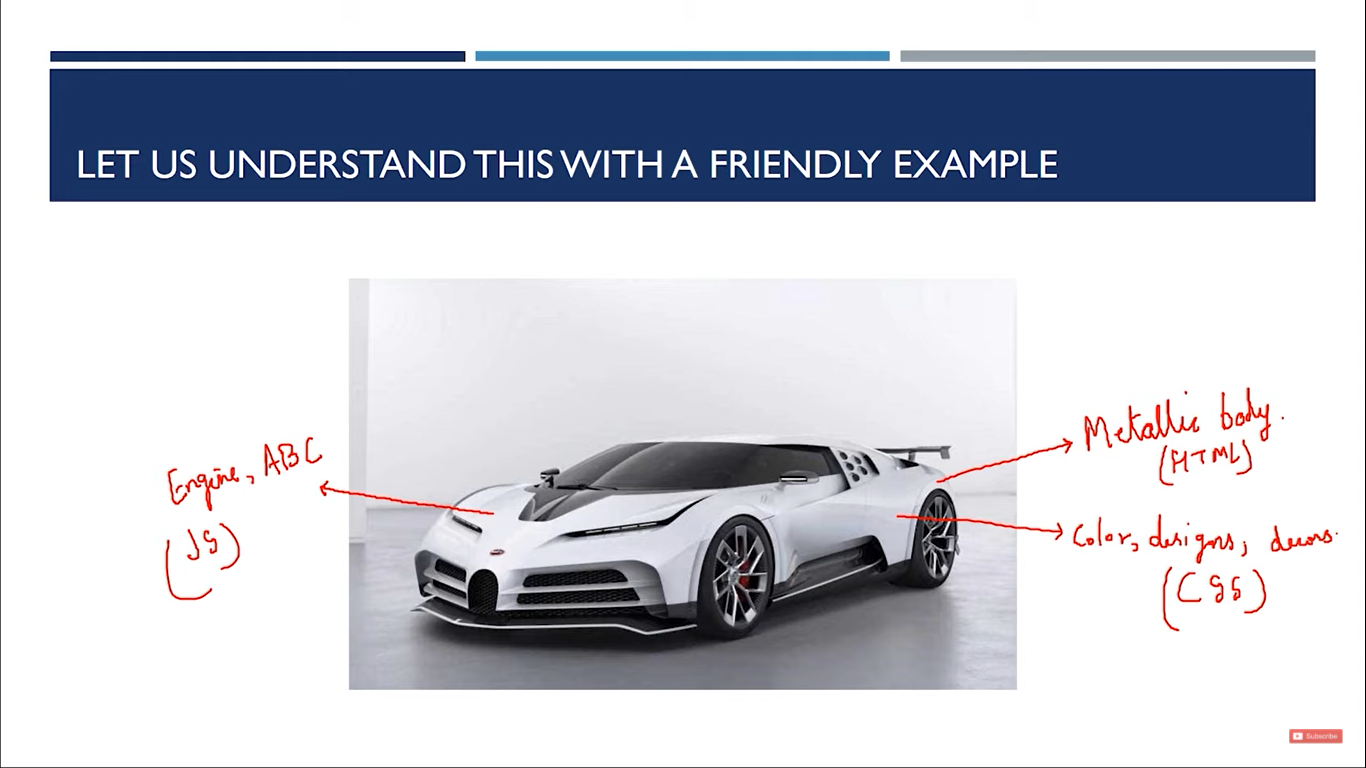 LET US UNDERSTAND THIS WITH A FRIENDLY EXAMPLE
Engine, ABC
(JS)
Metallic body.
(HTML)
Color, designs, decors.
(CSS)
Subscribe